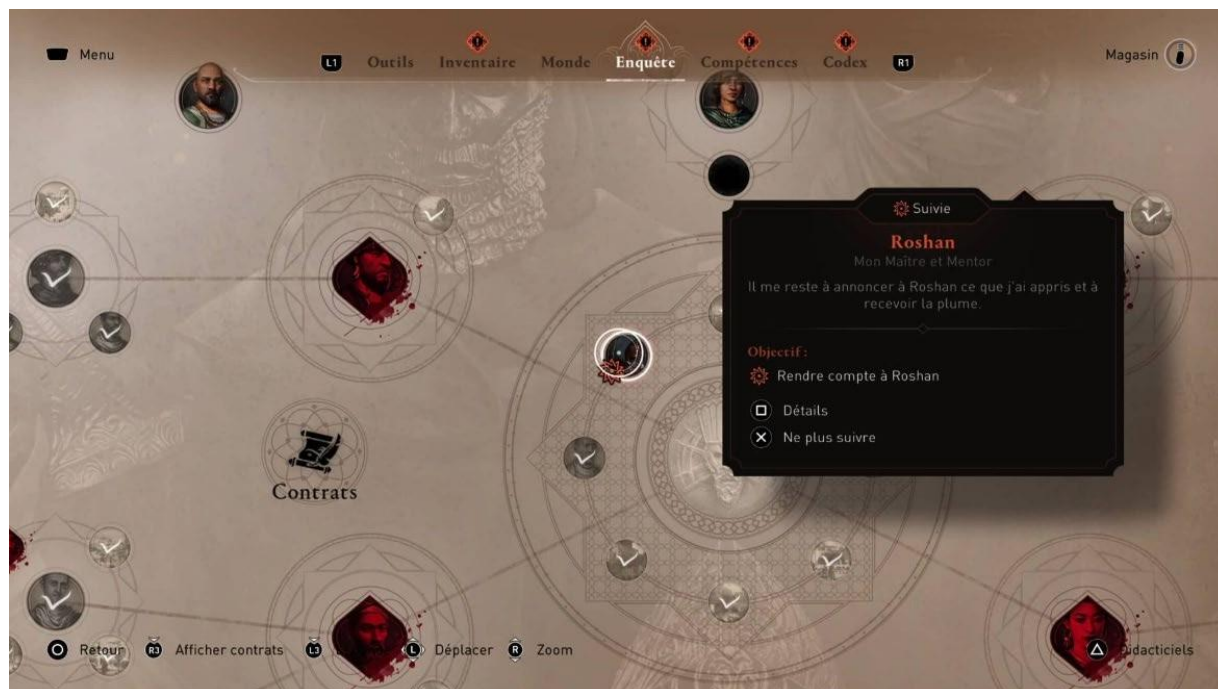 Menu
L1 Outils Inventaire Monde Enquête Compétences Codex R1
Magasin
Suivie
Roshan
Mon Maître et Mentor
Il me reste à annoncer à Roshan ce que j'ai appris et à
recevoir la plume.
Objectif :
Rendre compte à Roshan
Détails
Ne plus suivre
Contrats
Retour R3 Afficher contrats L3 L Déplacer R Zoom
Didacticiels